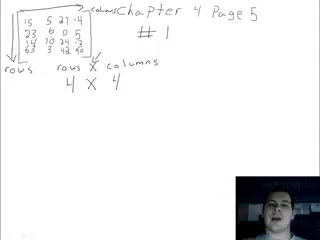 columns Chapter 4 Page 5
# 1
15 5 27 -4
23 6 0 5
14 70 24 -3
63 3 42 90
rows rows X columns
4 X 4